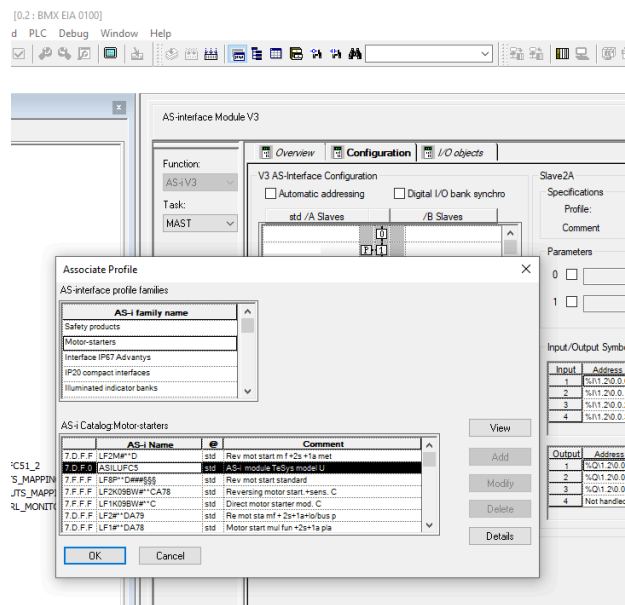 [0.2 : BMX EIA 0100]
d PLC Debug Window Help
AS-interface Module V3
Function:
AS-i V3
Task:
MAST
Overview Configuration I/O objects
V3 AS-Interface Configuration
Automatic addressing Digital I/O bank synchro
std /A Slaves /B Slaves
0
P 1
Slave2A
Specifications
Profile:
Comment
Parameters
0
1
Input/Output Symb
Input Address
1 %I\1.2\0.0.
2 %I\1.2\0.0.
3 %I\1.2\0.0.
4 %I\1.2\0.0.
Output Address
1 %Q\1.2\0.0
2 %Q\1.2\0.0
3 %Q\1.2\0.0
4 Not handled
Associate Profile
AS-interface profile families
AS-i family name
Safety products
Motor-starters
Interface IP67 Advantys
IP20 compact interfaces
Illuminated indicator banks
AS-i Catalog:Motor-starters
AS-i Name @ Comment
7.D.F.F LF2M#**D std Rev mot start m f +2s +1a met
7.D.F.0 ASILUFC5 std AS-i module TeSys model U
7.F.F.F LF8P**D###§§§ std Rev mot start standard
7.F.F.F LF2K09BW#**CA78 std Reversing motor start.+sens. C
7.F.F.F LF1K09BW#**C std Direct motor starter mod. C
7.D.F.F LF2#**DA79 std Re mot sta mf + 2s+1a+lo/bus p
7.D.F.F LF1#**DA78 std Motor start mul fun +2s+1a pla
View
Add
Modify
Delete
Details
OK Cancel
FC51_2
TS_MAPPIN
UTS_MAPP
RL_MONITO